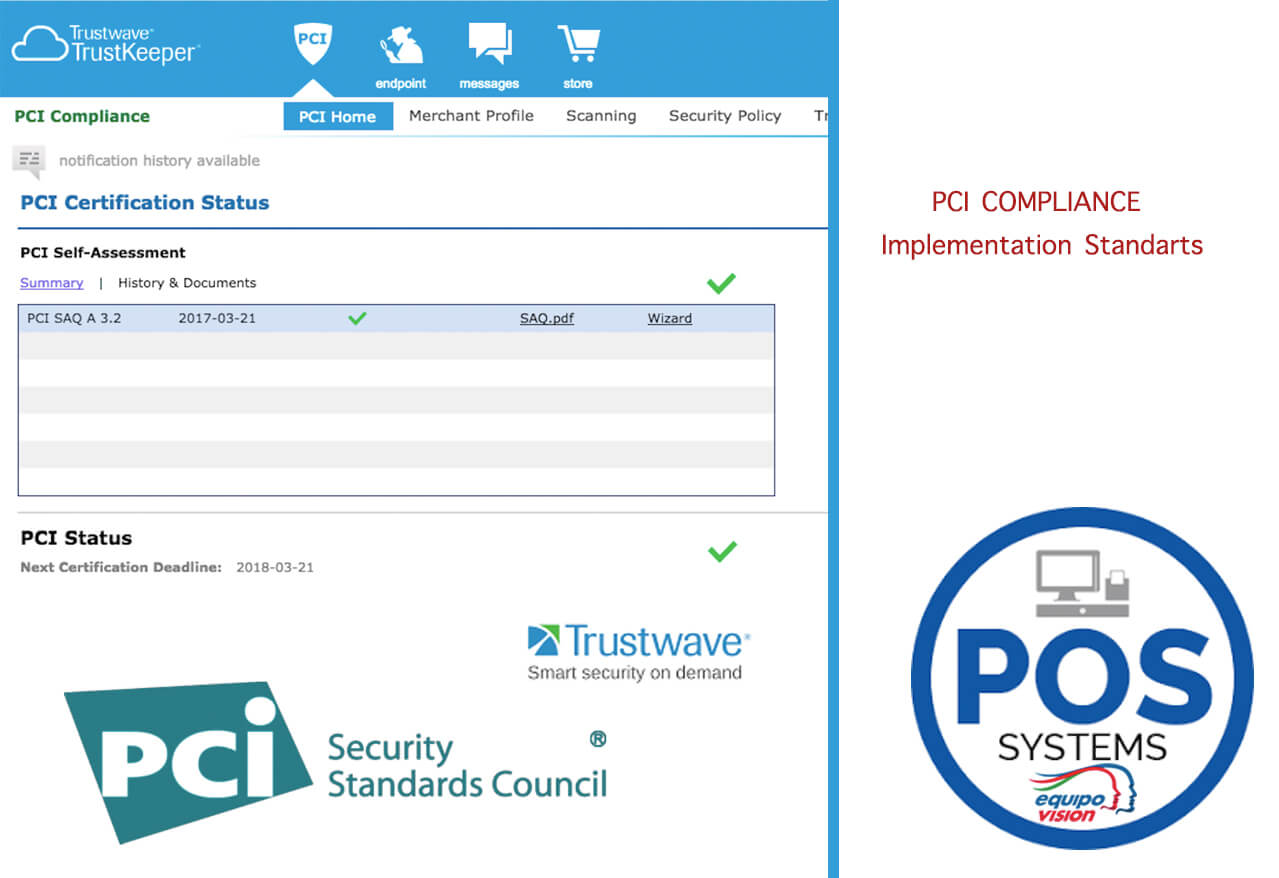 Trustwave®
TrustKeeper®
PCI
endpoint
messages
store
PCI Compliance
PCI Home
Merchant Profile
Scanning
Security Policy
Tr
notification history available
PCI Certification Status
PCI Self-Assessment
Summary | History & Documents
PCI SAQ A 3.2 2017-03-21 SAQ.pdf Wizard
PCI Status
Next Certification Deadline: 2018-03-21
Trustwave®
Smart security on demand
PCi
Security ®
Standards Council
PCI COMPLIANCE
Implementation Standarts
POS
SYSTEMS
equipo
VISION